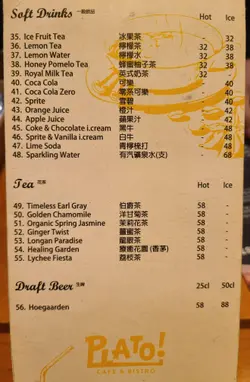 Soft Drinks 一般飲品 Hot Ice
35. Ice Fruit Tea 冰果茶 - 38
36. Lemon Tea 檸檬茶 32 38
37. Lemon Water 檸檬水 32 38
38. Honey Pomelo Tea 蜂蜜柚子茶 38 38
39. Royal Milk Tea 英式奶茶 32
40. Coca Cola 可樂 - 30
41. Coca Cola Zero 零系可樂 - 30
42. Sprite 雪碧 - 30
43. Orange Juice 橙汁 - 42
44. Apple Juice 蘋果汁 - 42
45. Coke & Chocolate i.cream 黑牛 - 48
46. Sprite & Vanilla i.cream 白牛 - 48
47. Lime Soda 青檸梳打 - 48
48. Sparkling Water 有汽礦泉水(支) - 68
Tea 茶類 Hot Ice
49. Timeless Earl Gray 伯爵茶 58 -
50. Golden Chamomile 洋甘菊茶 58 -
51. Organic Spring Jasmine 茉莉花茶 58 -
52. Ginger Twist 薑蜜茶 58 -
53. Longan Paradise 龍眼茶 58 -
54. Healing Garden 療癒花園 (香茅) 58 -
55. Lychee Fiesta 荔枝茶 58 -
Draft Beer 生啤 25cl 50cl
56. Hoegaarden 58 88
PLATO!
CAFE & BISTRO